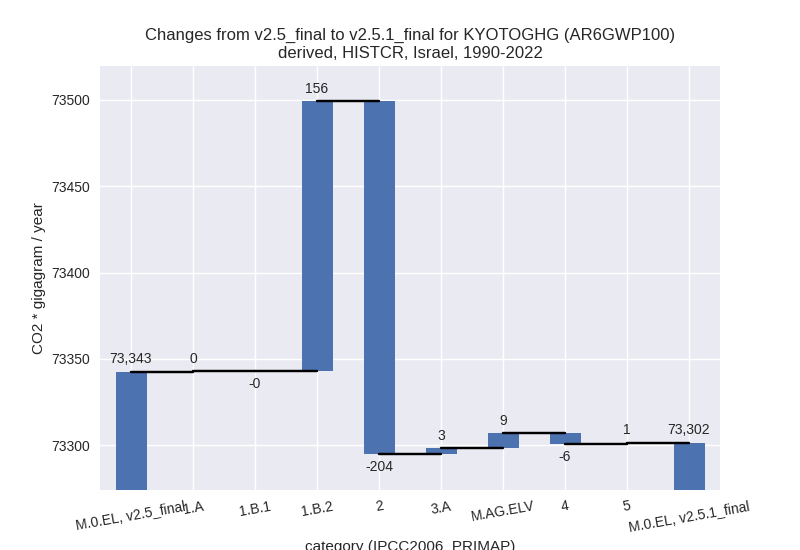 Changes from v2.5_final to v2.5.1_final for KYOTOGHG (AR6GWP100)
derived, HISTCR, Israel, 1990-2022
CO2 * gigagram / year
73500
73450
73400
73350
73300
73,343
0
-0
156
-204
3
9
-6
1
73,302
M.0.EL, v2.5_final
1.A
1.B.1
1.B.2
2
3.A
M.AG.ELV
4
5
M.0.EL, v2.5.1_final
category (IPCC2006_PRIMAP)